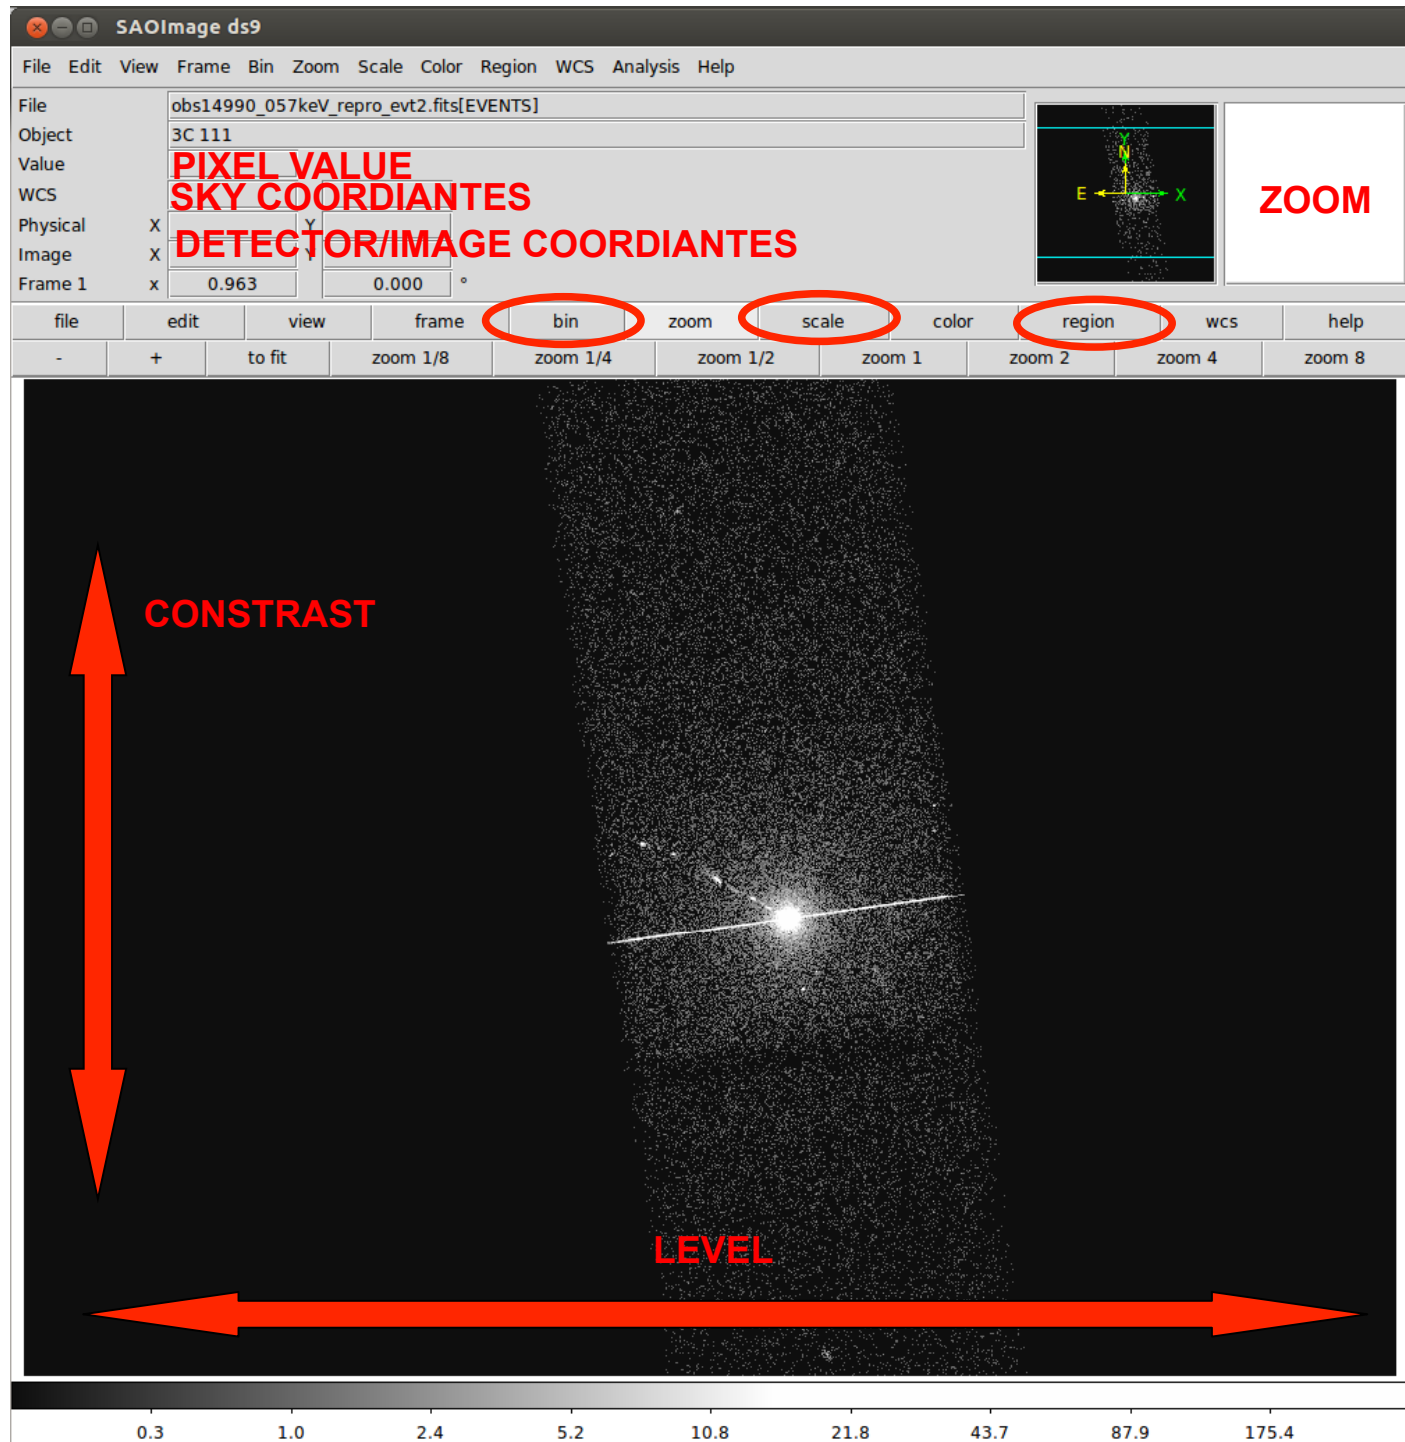 SAOImage ds9
File Edit View Frame Bin Zoom Scale Color Region WCS Analysis Help
File obs14990_057keV_repro_evt2.fits[EVENTS]
Object 3C 111
Value PIXEL VALUE
WCS SKY COORDIANTES
Physical X Y
DETECTOR/IMAGE COORDIANTES
Image X Y
Frame 1 x 0.963 0.000 °
Y
N
E X
ZOOM
file edit view frame bin zoom scale color region wcs help
- + to fit zoom 1/8 zoom 1/4 zoom 1/2 zoom 1 zoom 2 zoom 4 zoom 8
CONSTRAST
LEVEL
0.3 1.0 2.4 5.2 10.8 21.8 43.7 87.9 175.4